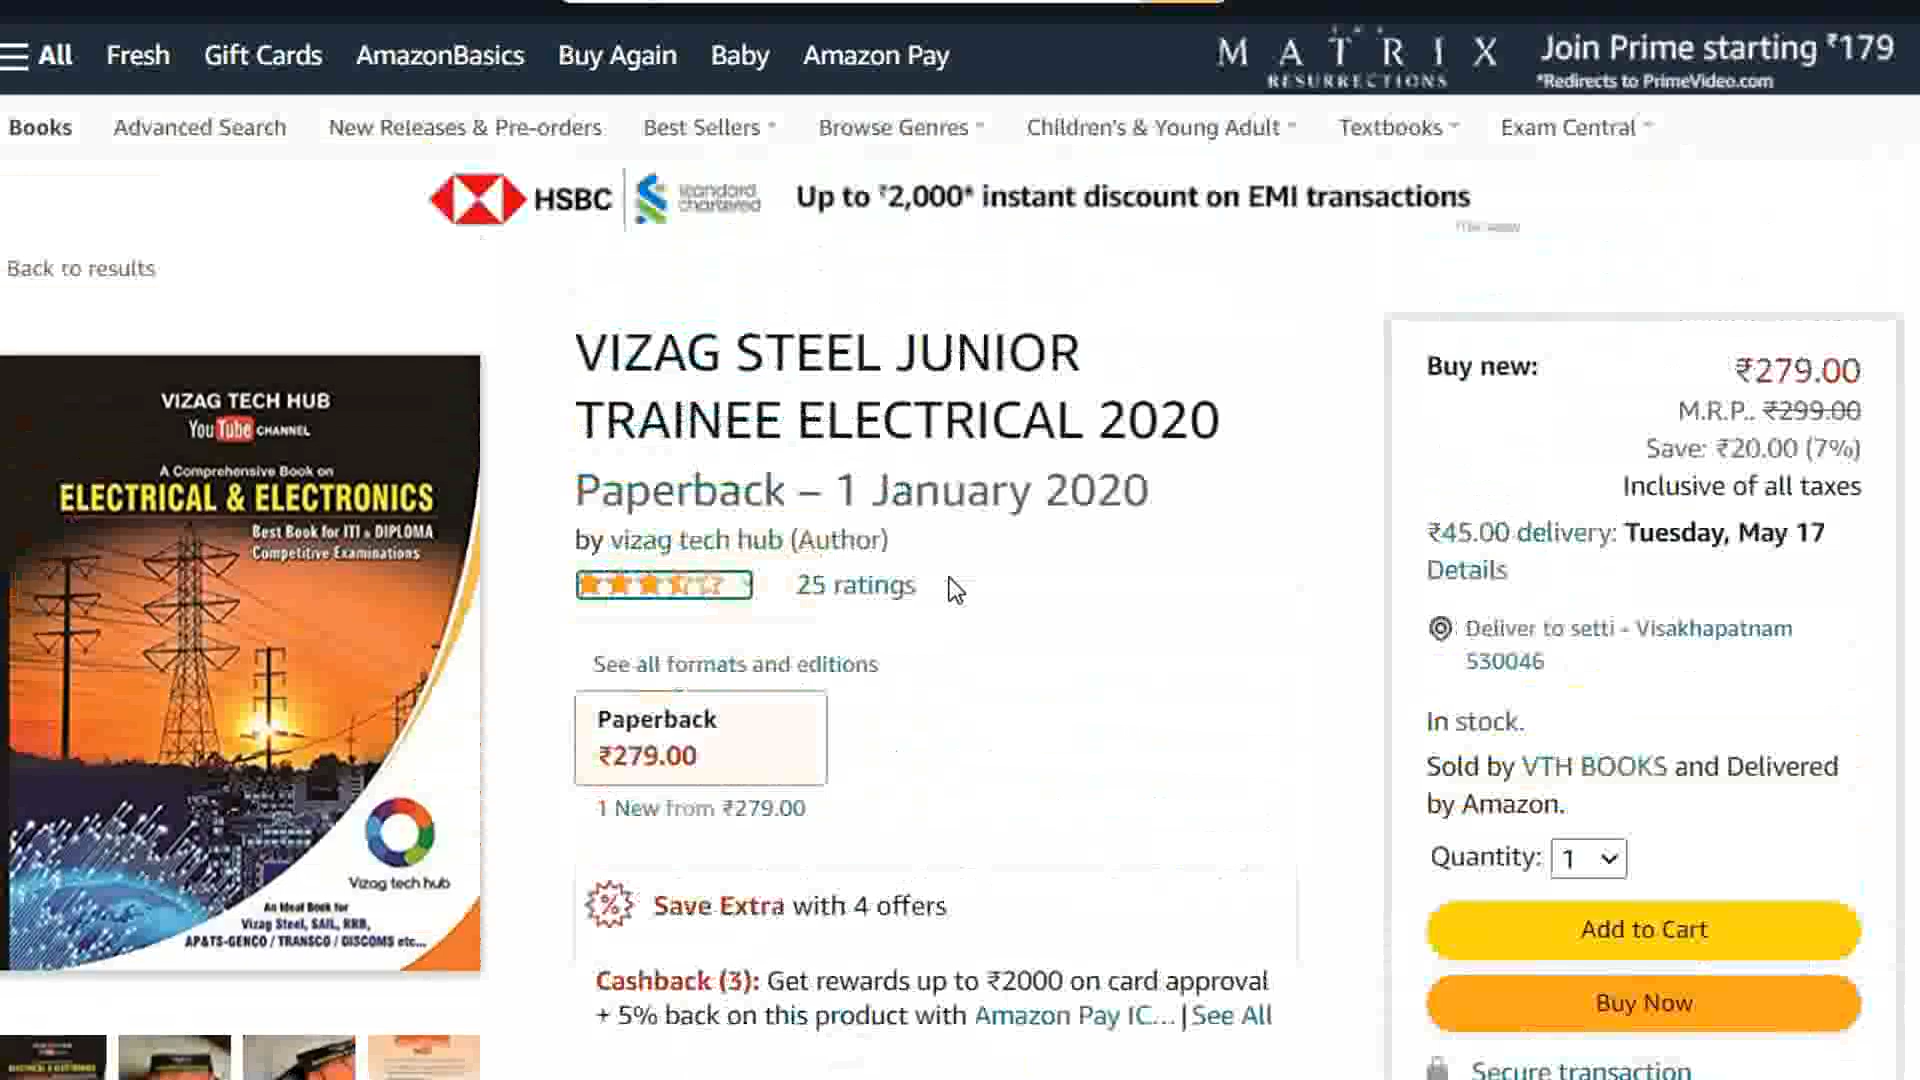 All Fresh Gift Cards AmazonBasics Buy Again Baby Amazon Pay
MATRIX
RESURRECTIONS
Join Prime starting ₹179
*Redirects to PrimeVideo.com
Books Advanced Search New Releases & Pre-orders Best Sellers Browse Genres Children's & Young Adult Textbooks Exam Central
HSBC
standard
chartered
Up to ₹2,000* instant discount on EMI transactions
Back to results
VIZAG TECH HUB
YouTube CHANNEL
A Comprehensive Book on
ELECTRICAL & ELECTRONICS
Best Book for ITI & DIPLOMA
Competitive Examinations
Vizag tech hub
An Ideal Book for
Vizag Steel, SAIL, RRB,
AP&TS-GENCO / TRANSCO / DISCOMS etc...
VIZAG STEEL JUNIOR
TRAINEE ELECTRICAL 2020
Paperback – 1 January 2020
by vizag tech hub (Author)
25 ratings
See all formats and editions
Paperback
₹279.00
1 New from ₹279.00
% Save Extra with 4 offers
Cashback (3): Get rewards up to ₹2000 on card approval
+ 5% back on this product with Amazon Pay IC... | See All
Buy new: ₹279.00
M.R.P.: ₹299.00
Save: ₹20.00 (7%)
Inclusive of all taxes
₹45.00 delivery: Tuesday, May 17
Details
Deliver to setti - Visakhapatnam
530046
In stock.
Sold by VTH BOOKS and Delivered
by Amazon.
Quantity: 1
Add to Cart
Buy Now
Secure transaction